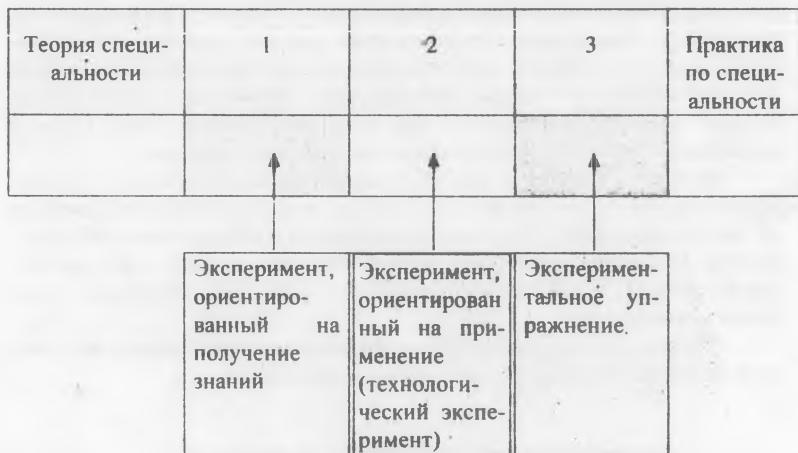 Теория специ-
альности
1
2
3
Практика
по специ-
альности
Эксперимент,
ориентиро-
ванный на
получение
знаний
Эксперимент,
ориентирован
ный на при-
менение
(технологи-
ческий экспе-
римент)
Эксперимен-
тальное уп-
ражнение.